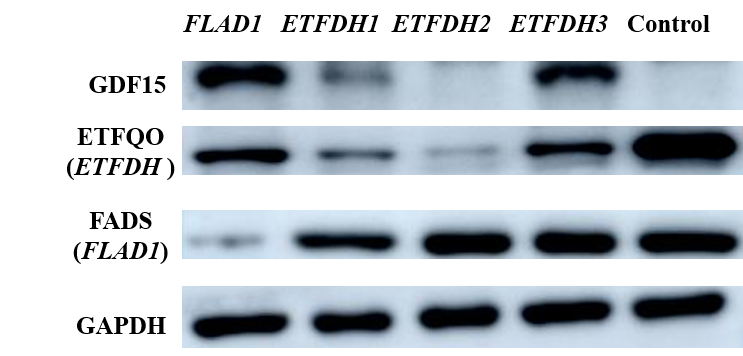 FLAD1 ETFDH1 ETFDH2 ETFDH3 Control
GDF15
ETFQO
(ETFDH )
FADS
(FLAD1)
GAPDH